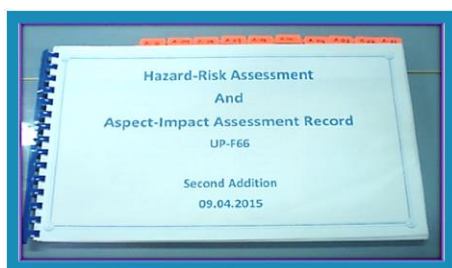 Hazard-Risk Assessment
And
Aspect-Impact Assessment Record
UP-F66
Second Addition
09.04.2015